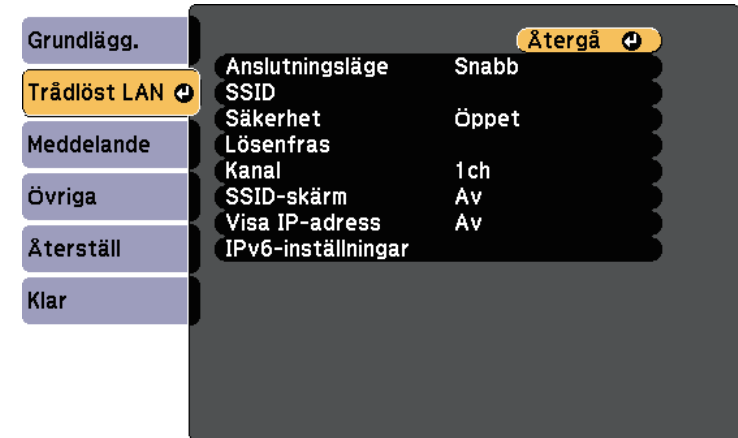 Grundlägg.
Trådlöst LAN
Meddelande
Övriga
Återställ
Klar
Återgå
Anslutningsläge Snabb
SSID
Säkerhet Öppet
Lösenfras
Kanal 1ch
SSID-skärm Av
Visa IP-adress Av
IPv6-inställningar